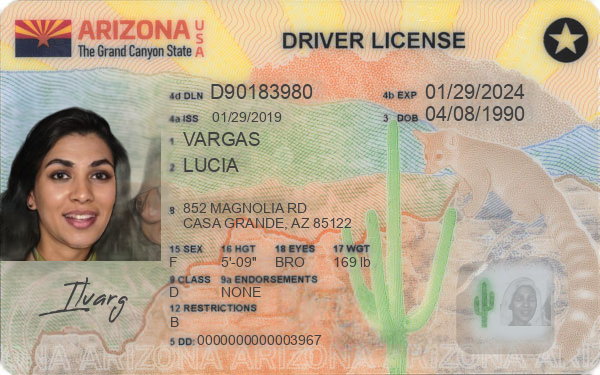 ARIZONA USA
The Grand Canyon State
DRIVER LICENSE
4d DLN D90183980 4b EXP 01/29/2024
4a ISS 01/29/2019 3 DOB 04/08/1990
1 VARGAS
2 LUCIA
8 852 MAGNOLIA RD
CASA GRANDE, AZ 85122
15 SEX 16 HGT 18 EYES 17 WGT
F 5'-09" BRO 169 lb
9 CLASS 9a ENDORSEMENTS
D NONE
12 RESTRICTIONS
B
5 DD: 0000000000003967
ARIZONA ARIZONA ARIZONA ARIZONA